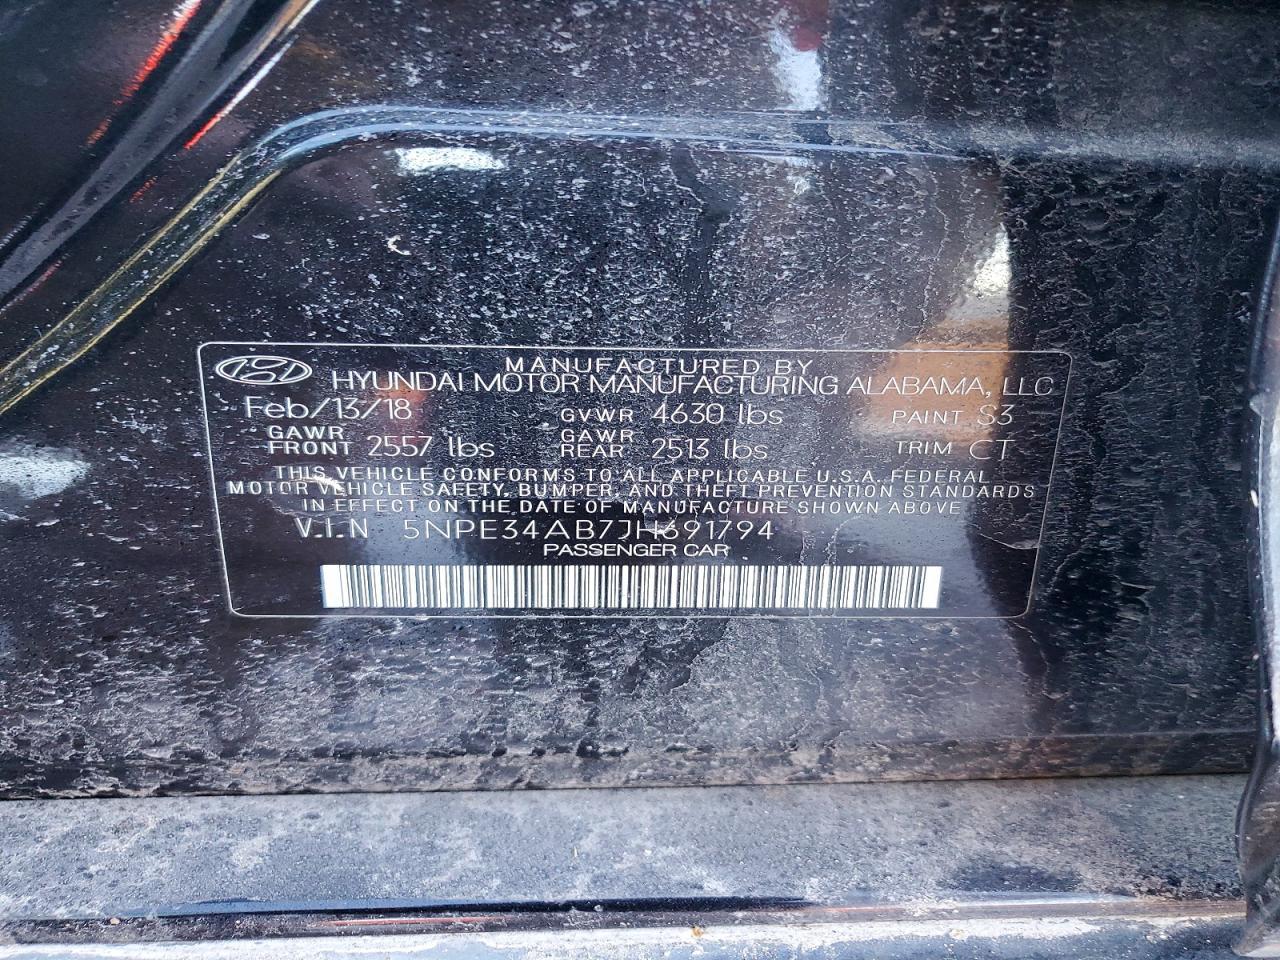 MANUFACTURED BY
HYUNDAI MOTOR MANUFACTURING ALABAMA, LLC
Feb/13/18 GVWR 4630 lbs PAINT S3
GAWR FRONT 2557 lbs GAWR REAR 2513 lbs TRIM CT
THIS VEHICLE CONFORMS TO ALL APPLICABLE U.S.A. FEDERAL
MOTOR VEHICLE SAFETY, BUMPER, AND THEFT PREVENTION STANDARDS
IN EFFECT ON THE DATE OF MANUFACTURE SHOWN ABOVE
V.I.N 5NPE34AB7JH691794
PASSENGER CAR